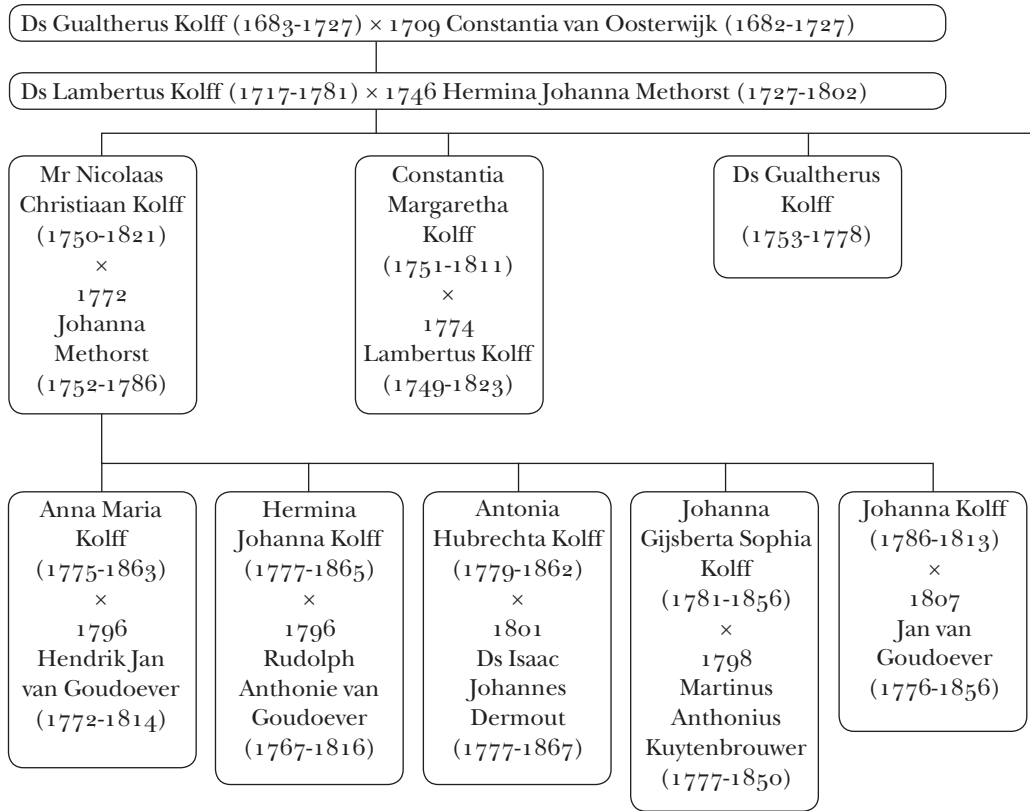 Ds Gualtherus Kolff (1683-1727) × 1709 Constantia van Oosterwijk (1682-1727)
Ds Lambertus Kolff (1717-1781) × 1746 Hermina Johanna Methorst (1727-1802)
Mr Nicolaas
Christiaan Kolff
(1750-1821)
×
1772
Johanna
Methorst
(1752-1786)
Constantia
Margaretha
Kolff
(1751-1811)
×
1774
Lambertus Kolff
(1749-1823)
Ds Gualtherus
Kolff
(1753-1778)
Anna Maria
Kolff
(1775-1863)
×
1796
Hendrik Jan
van Goudoever
(1772-1814)
Hermina
Johanna Kolff
(1777-1865)
×
1796
Rudolph
Anthonie van
Goudoever
(1767-1816)
Antonia
Hubrechta Kolff
(1779-1862)
×
1801
Ds Isaac
Johannes
Dermout
(1777-1867)
Johanna
Gijsberta Sophia
Kolff
(1781-1856)
×
1798
Martinus
Anthonius
Kuytenbrouwer
(1777-1850)
Johanna Kolff
(1786-1813)
×
1807
Jan van
Goudoever
(1776-1856)